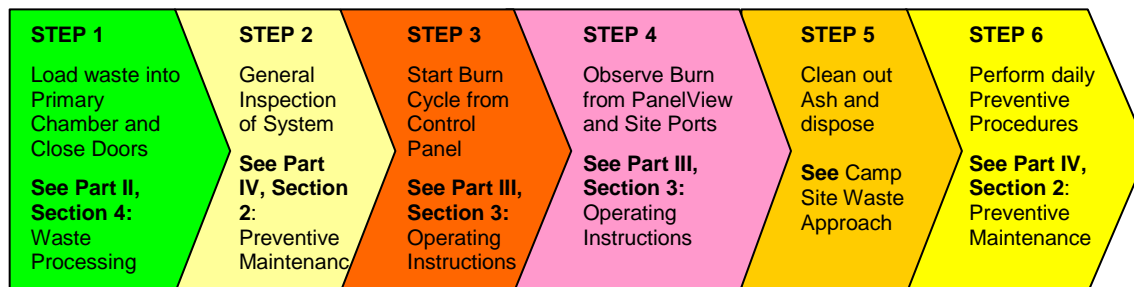 STEP 1
Load waste into
Primary
Chamber and
Close Doors
See Part II,
Section 4:
Waste
Processing
STEP 2
General
Inspection
of System
See Part
IV, Section
2:
Preventive
Maintenanc
STEP 3
Start Burn
Cycle from
Control
Panel
See Part III,
Section 3:
Operating
Instructions
STEP 4
Observe Burn
from PanelView
and Site Ports
See Part III,
Section 3:
Operating
Instructions
STEP 5
Clean out
Ash and
dispose
See Camp
Site Waste
Approach
STEP 6
Perform daily
Preventive
Procedures
See Part IV,
Section 2:
Preventive
Maintenance